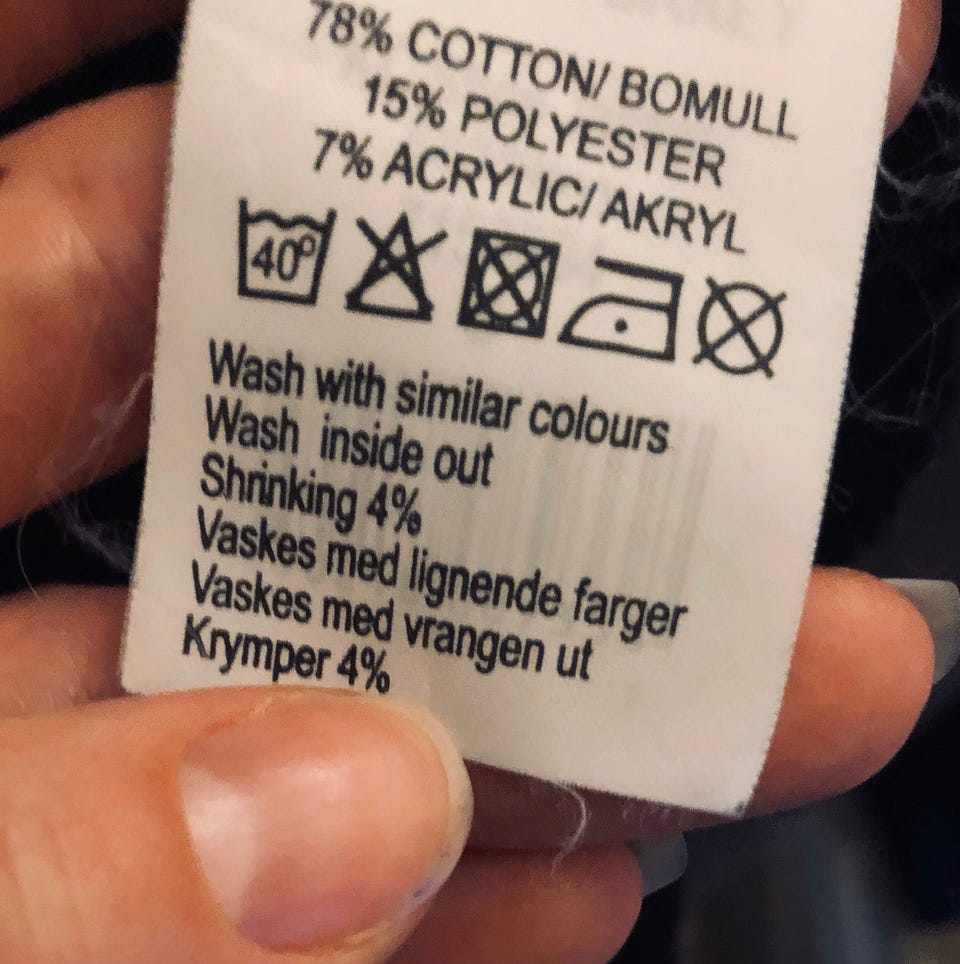 78% COTTON/ BOMULL
15% POLYESTER
7% ACRYLIC/ AKRYL
40°
Wash with similar colours
Wash inside out
Shrinking 4%
Vaskes med lignende farger
Vaskes med vrangen ut
Krymper 4%